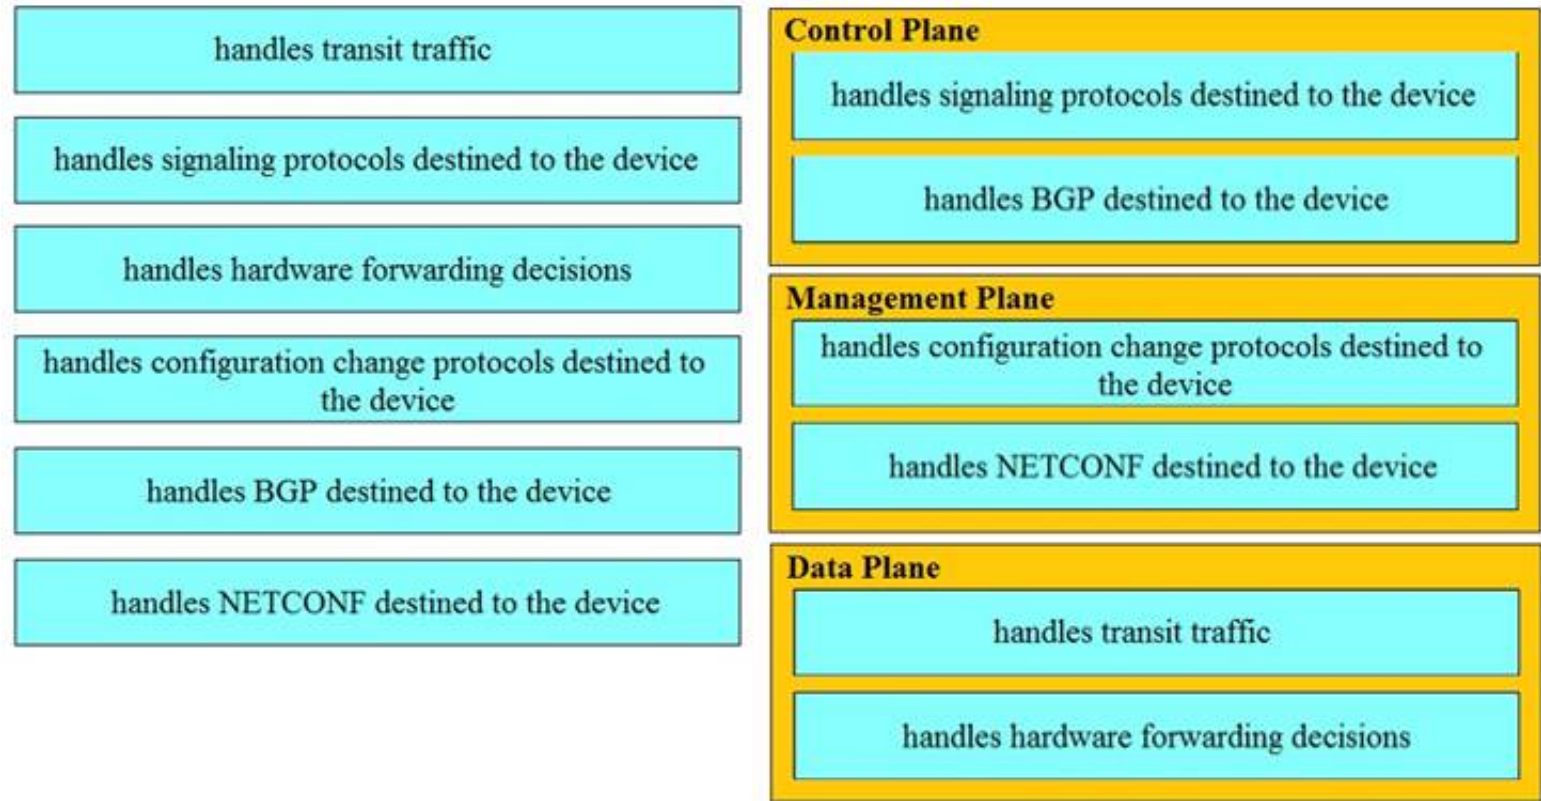 handles transit traffic
handles signaling protocols destined to the device
handles hardware forwarding decisions
handles configuration change protocols destined to
the device
handles BGP destined to the device
handles NETCONF destined to the device
Control Plane
handles signaling protocols destined to the device
handles BGP destined to the device
Management Plane
handles configuration change protocols destined to
the device
handles NETCONF destined to the device
Data Plane
handles transit traffic
handles hardware forwarding decisions